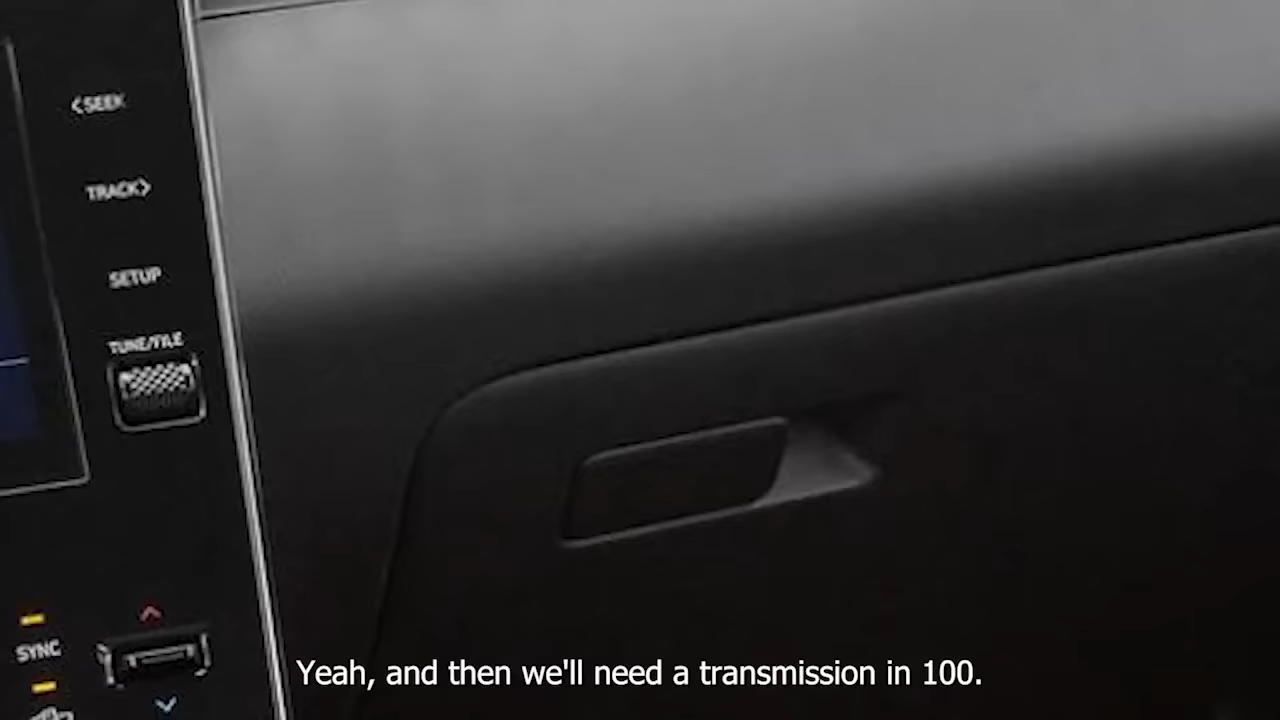 <SEEK
TRACK>
SETUP
TUNE/FILE
SYNC
Yeah, and then we'll need a transmission in 100.